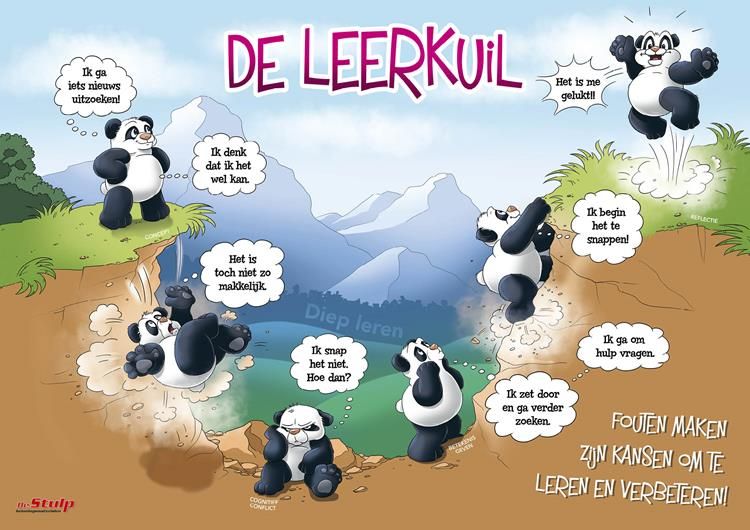 DE LEERKUIL
Ik ga
iets nieuws
uitzoeken!
Ik denk
dat ik het
wel kan.
CONCEPT
Het is
toch niet zo
makkelijk.
Diep leren
Ik snap
het niet.
Hoe dan?
COGNITIEF
CONFLICT
Ik zet door
en ga verder
zoeken.
Ik ga om
hulp vragen.
BETEKENIS
GEVEN
Ik begin
het te
snappen!
Het is me
gelukt!!
REFLECTIE
FOUTEN MAKEN
ZIJN KANSEN OM TE
LEREN EN VERBETEREN!
De Stulp